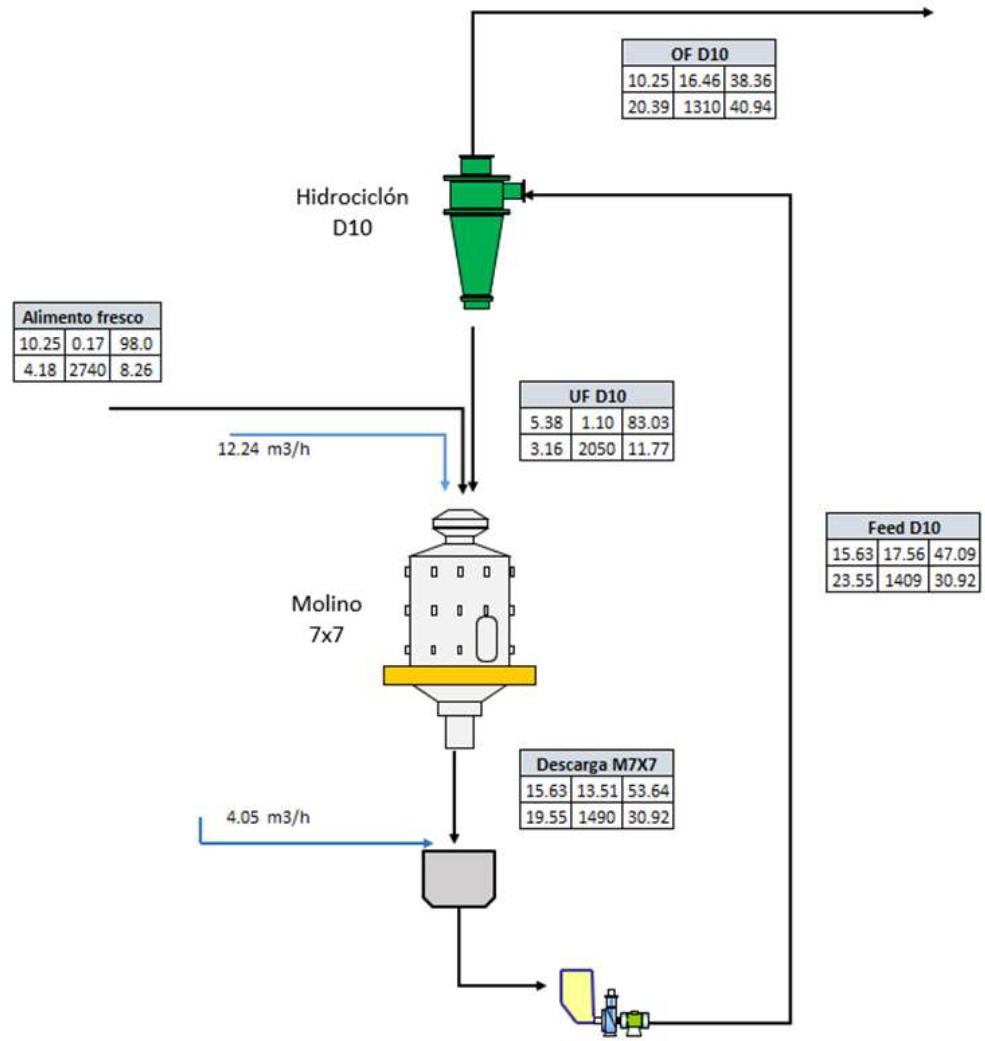 OF D10
10.25 16.46 38.36
20.39 1310 40.94
Hidrociclón
D10
Alimento fresco
10.25 0.17 98.0
4.18 2740 8.26
UF D10
5.38 1.10 83.03
3.16 2050 11.77
12.24 m3/h
Feed D10
15.63 17.56 47.09
23.55 1409 30.92
Molino
7x7
Descarga M7X7
15.63 13.51 53.64
19.55 1490 30.92
4.05 m3/h